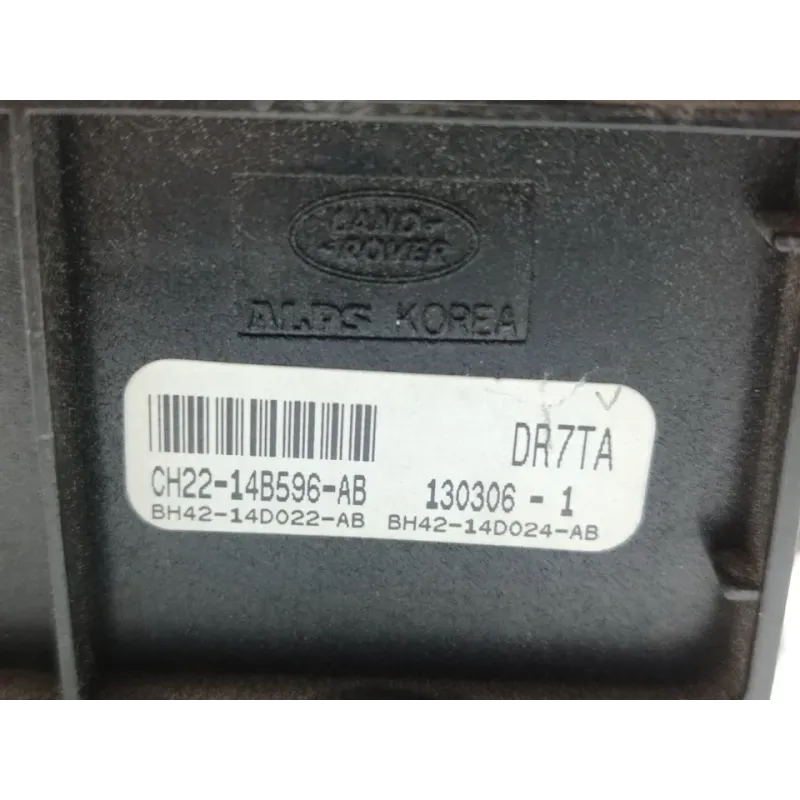 LAND-
-ROVER
ALPS KOREA
DR7TA
CH22-14B596-AB 130306-1
BH42-14D022-AB BH42-14D024-AB